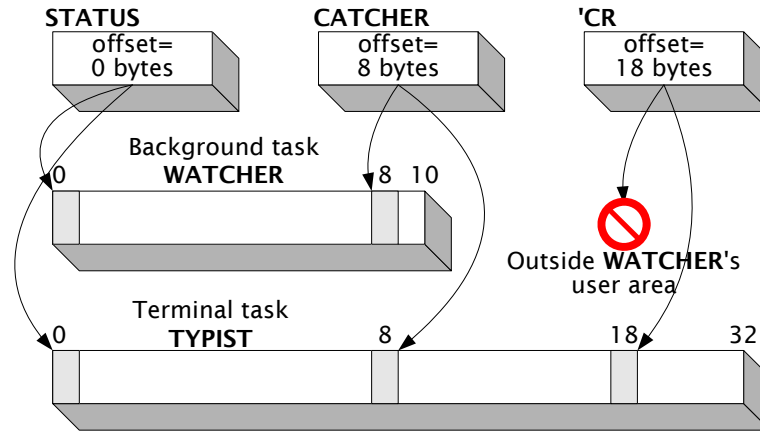 STATUS
CATCHER
'CR
offset=
0 bytes
offset=
8 bytes
offset=
18 bytes
Background task
WATCHER
0
8
10
Outside WATCHER's
user area
Terminal task
TYPIST
0
8
18
32